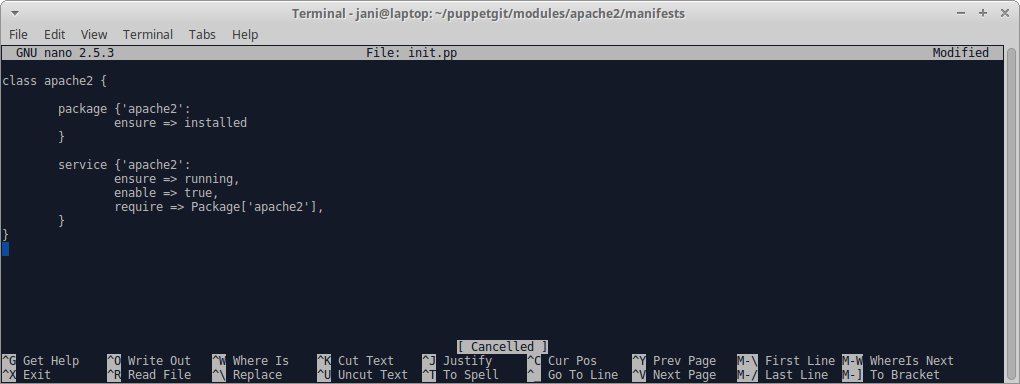 Terminal - jani@laptop: ~/puppetgit/modules/apache2/manifests
File Edit View Terminal Tabs Help
GNU nano 2.5.3 File: init.pp Modified
class apache2 {
package {'apache2':
ensure => installed
}
service {'apache2':
ensure => running,
enable => true,
require => Package['apache2'],
}
}
[ Cancelled ]
^G Get Help ^O Write Out ^W Where Is ^K Cut Text ^J Justify ^C Cur Pos ^Y Prev Page M-\ First Line M-W WhereIs Next
^X Exit ^R Read File ^\ Replace ^U Uncut Text ^T To Spell ^_ Go To Line ^V Next Page M-/ Last Line M-] To Bracket